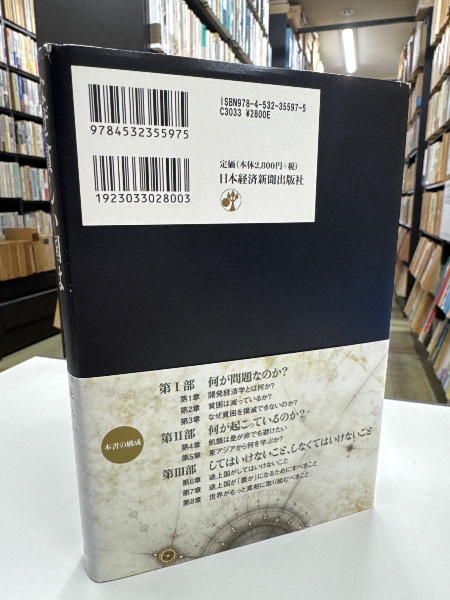 ISBN978-4-532-35597-5
C3033 ¥2800E
9784532355975
定価(本体2,800円+税)
日本経済新聞出版社
1923033028003
本書の構成
第Ⅰ部 何が問題なのか?
第1章 開発経済学とは何か?
第2章 貧困は減っているか?
第3章 なぜ貧困を撲滅できないのか?
第Ⅱ部 何が起こっているのか?
第4章 飢餓は是が非でも避けたい
第5章 東アジアから何を学ぶか?
第Ⅲ部 してはいけないこと、しなくてはいけないこと
第6章 途上国がしてはいけないこと
第7章 途上国が「豊か」になるためにすべきこと
第8章 世界がもっと真剣に取り組むべきこと